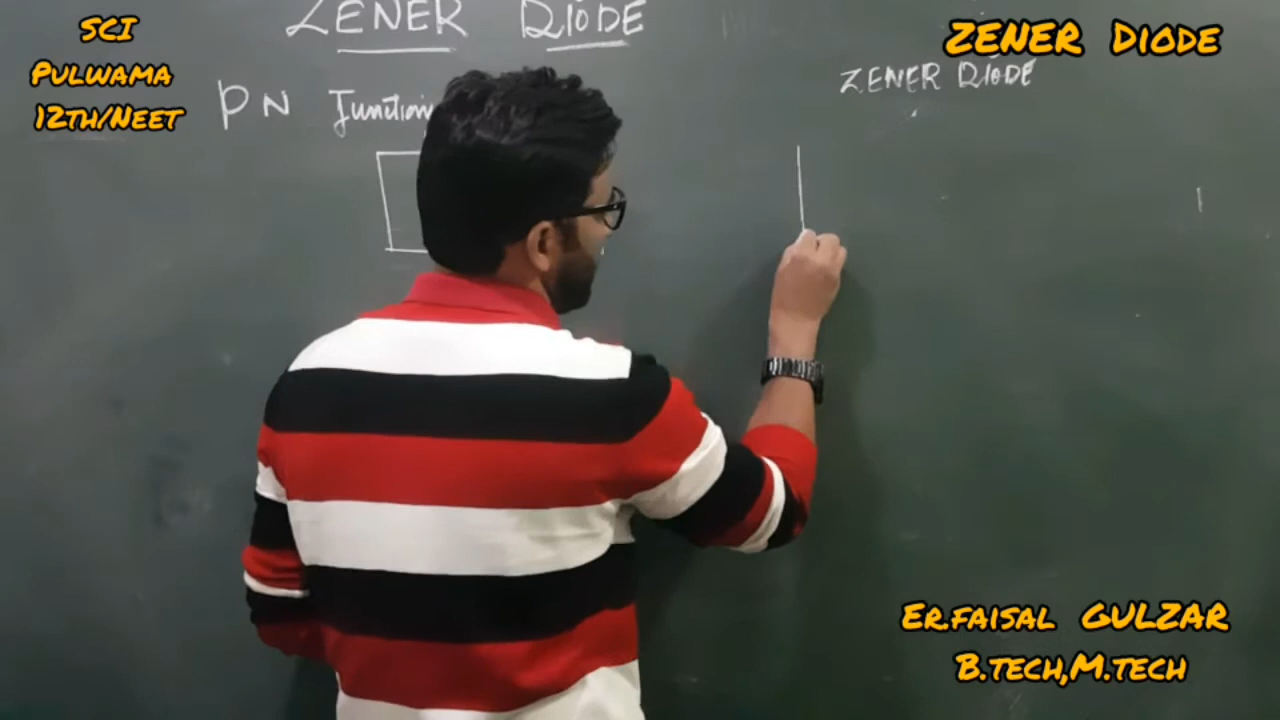 SCI
PULWAMA
12TH/NEET
ZENER DIODE
ZENER DIODE
ZENER DIODE
PN Junction
ER.FAISAL GULZAR
B.TECH,M.TECH